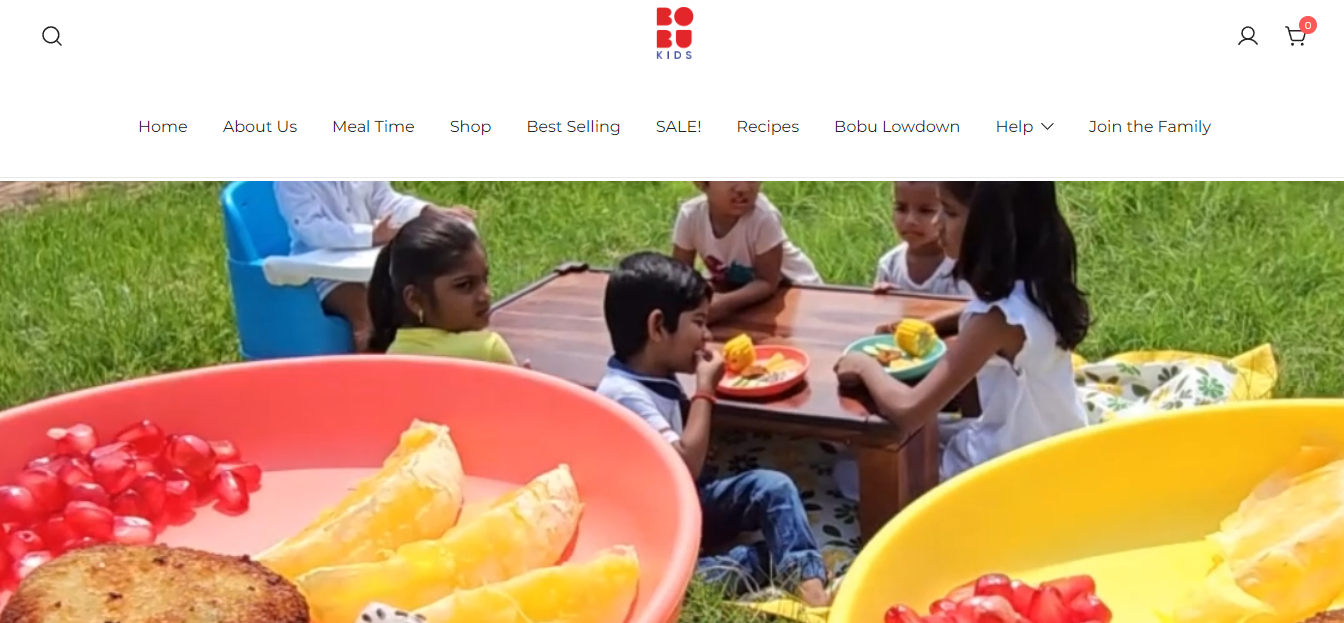 BO
BU
KIDS
0
Home About Us Meal Time Shop Best Selling SALE! Recipes Bobu Lowdown Help Join the Family